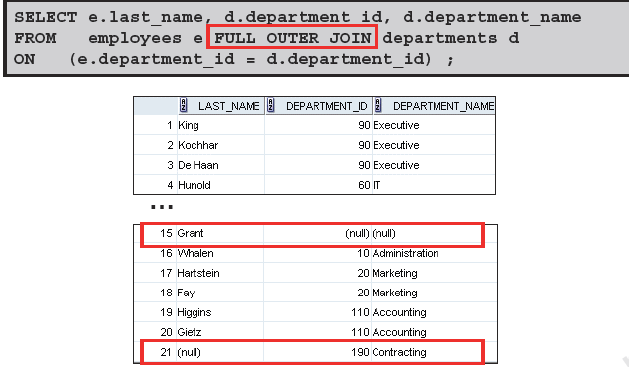 SELECT e.last_name, d.department_id, d.department_name
FROM employees e FULL OUTER JOIN departments d
ON (e.department_id = d.department_id) ;
LAST_NAME DEPARTMENT_ID DEPARTMENT_NAME
1 King 90 Executive
2 Kochhar 90 Executive
3 De Haan 90 Executive
4 Hunold 60 IT
...
15 Grant (null) (null)
16 Whalen 10 Administration
17 Hartstein 20 Marketing
18 Fay 20 Marketing
19 Higgins 110 Accounting
20 Gietz 110 Accounting
21 (null) 190 Contracting